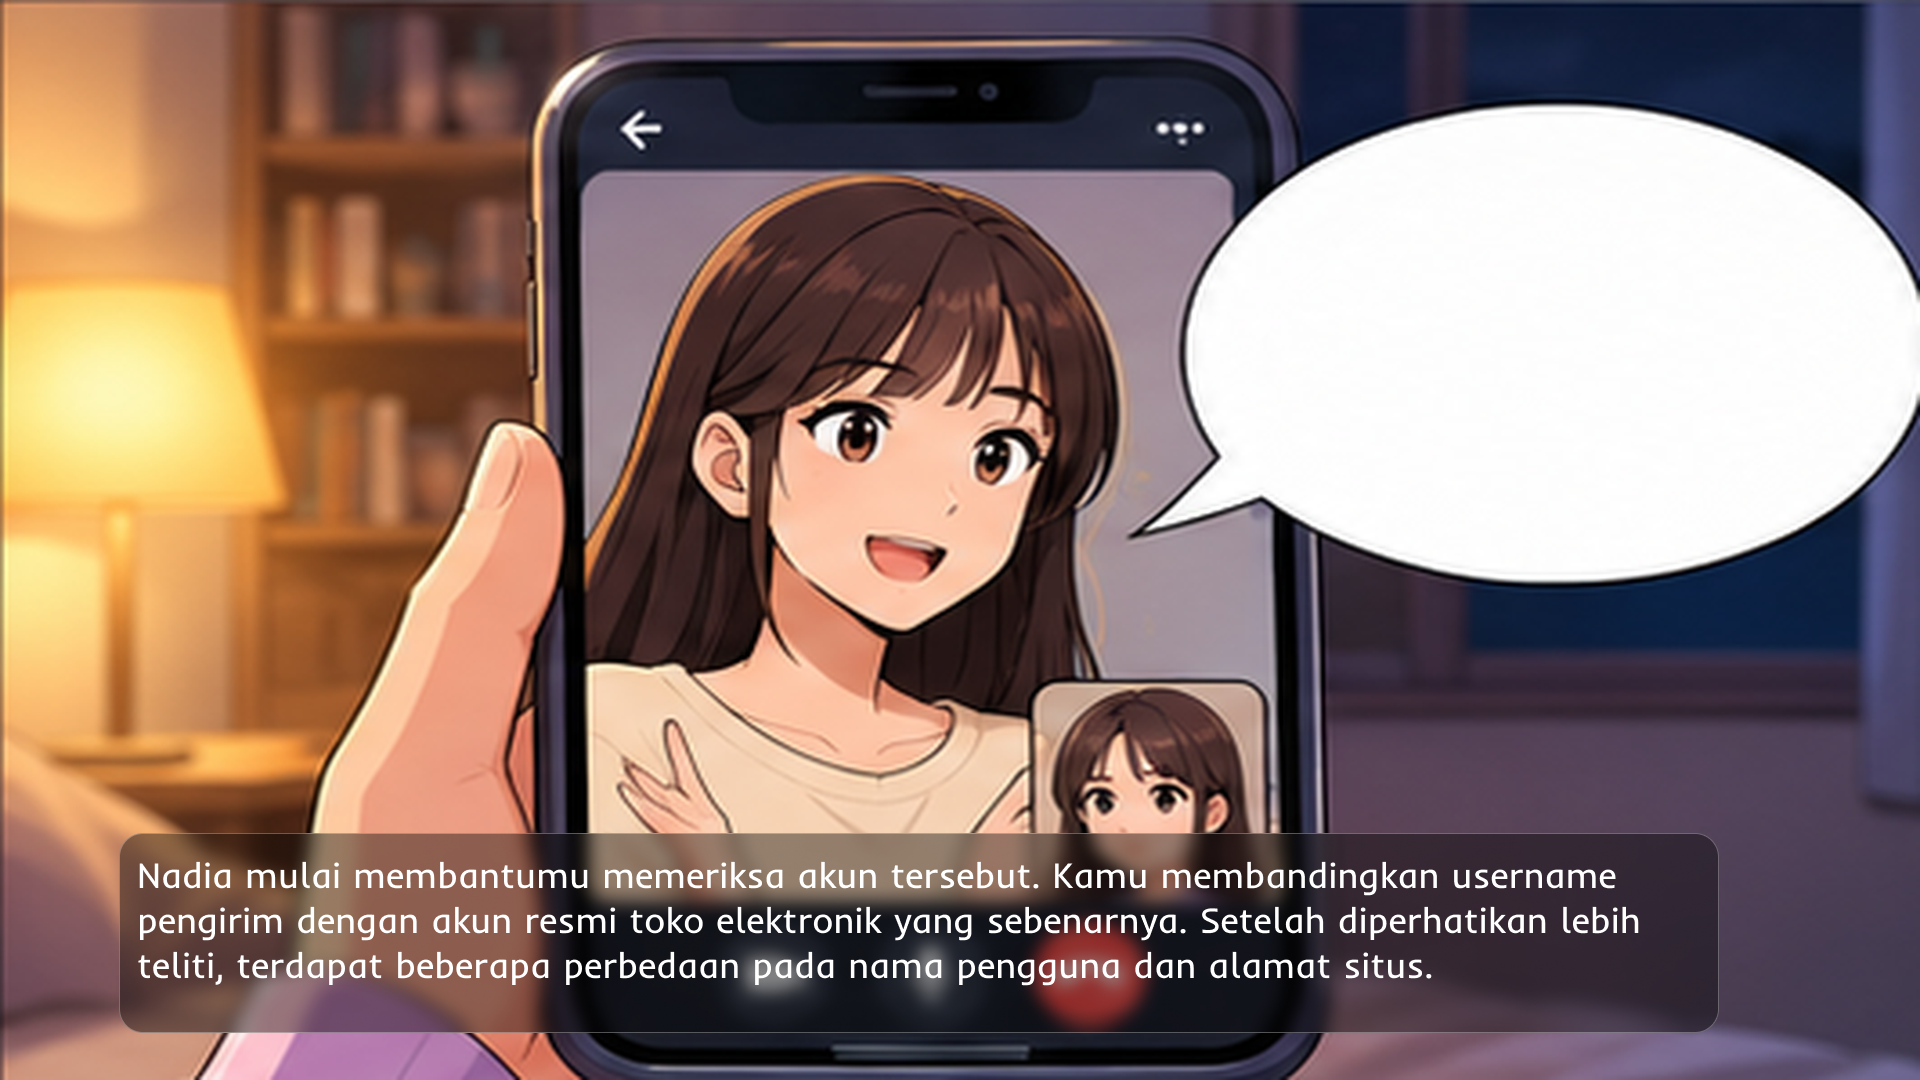 Nadia mulai membantumu memeriksa akun tersebut. Kamu membandingkan username
pengirim dengan akun resmi toko elektronik yang sebenarnya. Setelah diperhatikan lebih
teliti, terdapat beberapa perbedaan pada nama pengguna dan alamat situs.